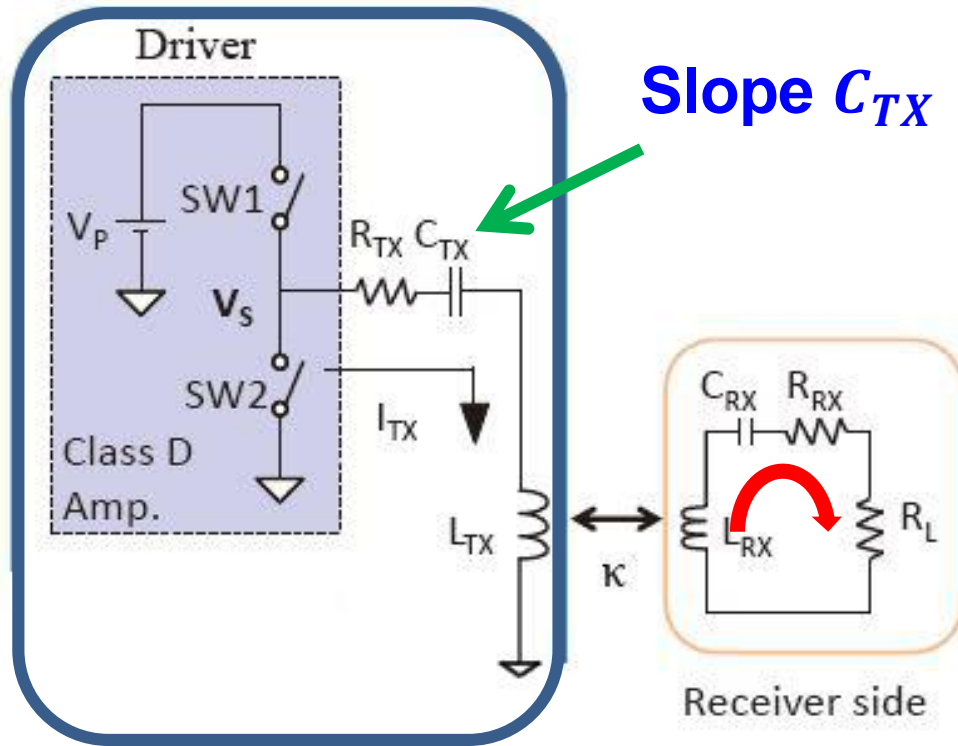 Driver
Slope C_TX
SW1
V_P
R_TX C_TX
V_S
SW2
I_TX
Class D
Amp.
L_TX
κ
C_RX R_RX
L_RX
R_L
Receiver side